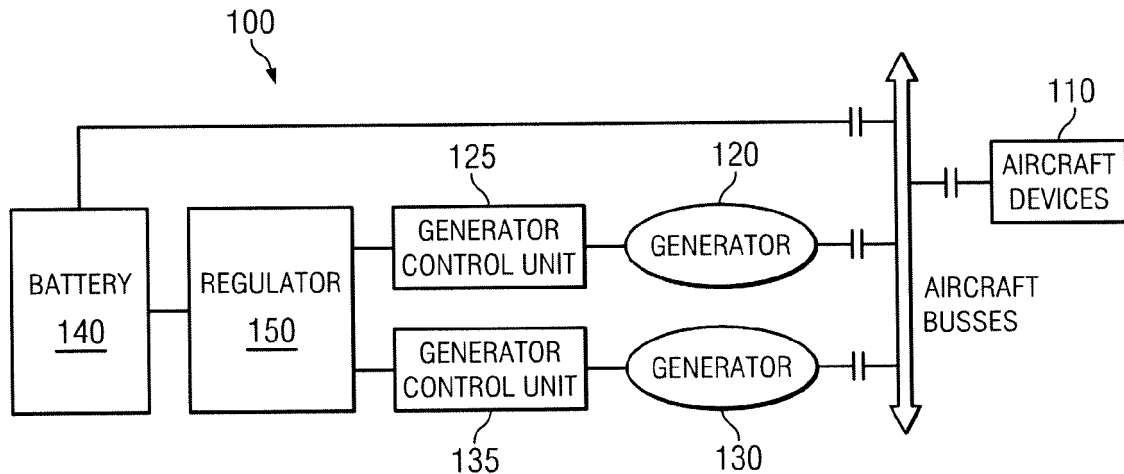 100
110
AIRCRAFT
DEVICES
125
120
GENERATOR
CONTROL UNIT
GENERATOR
BATTERY
140
REGULATOR
150
AIRCRAFT
BUSSES
GENERATOR
CONTROL UNIT
GENERATOR
135
130